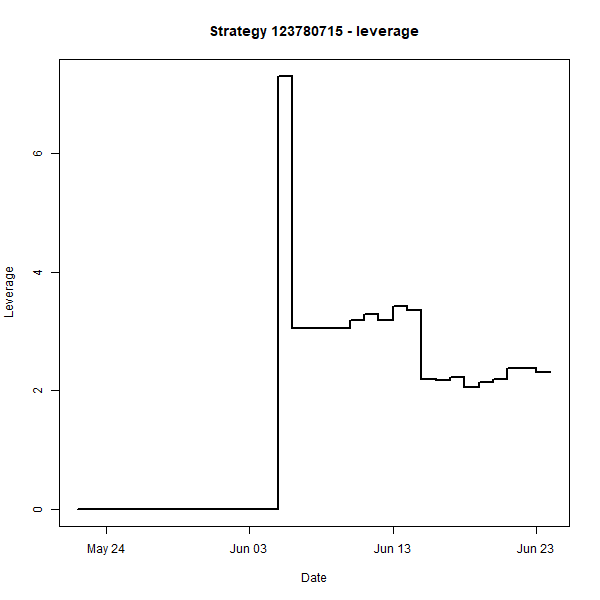 Strategy 123780715 - leverage
6
4
2
0
Leverage
May 24
Jun 03
Jun 13
Jun 23
Date